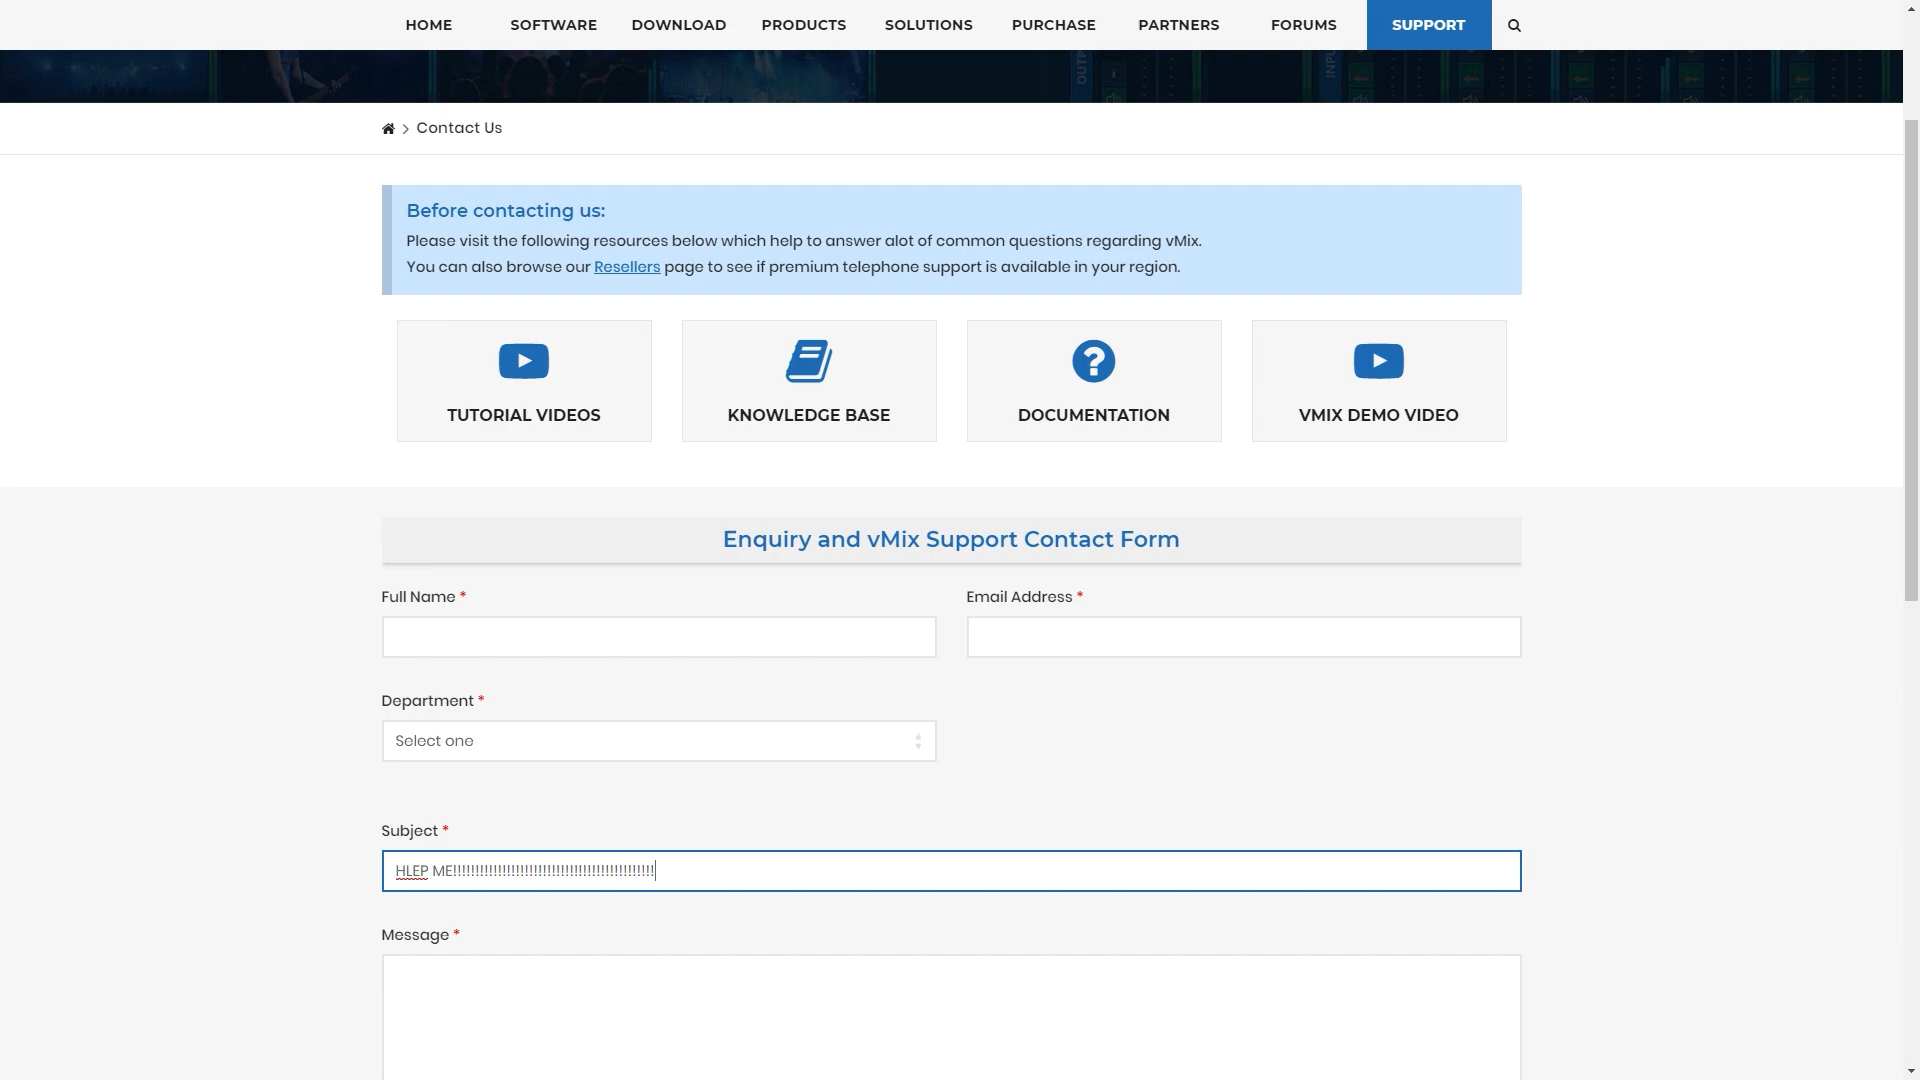 HOME SOFTWARE DOWNLOAD PRODUCTS SOLUTIONS PURCHASE PARTNERS FORUMS SUPPORT
Contact Us
Before contacting us:
Please visit the following resources below which help to answer alot of common questions regarding vMix.
You can also browse our Resellers page to see if premium telephone support is available in your region.
TUTORIAL VIDEOS KNOWLEDGE BASE DOCUMENTATION VMIX DEMO VIDEO
Enquiry and vMix Support Contact Form
Full Name * Email Address *
Department *
Select one
Subject *
HLEP ME!!!!!!!!!!!!!!!!!!!!!!!!!!!!!!!!!!!!!!!!!!!!!!
Message *